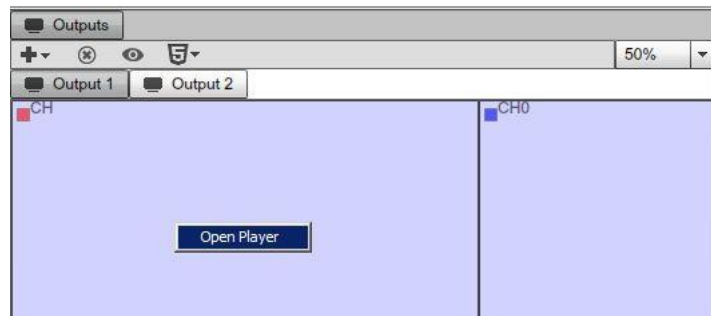 Outputs
50%
Output 1 Output 2
CH CH0
Open Player